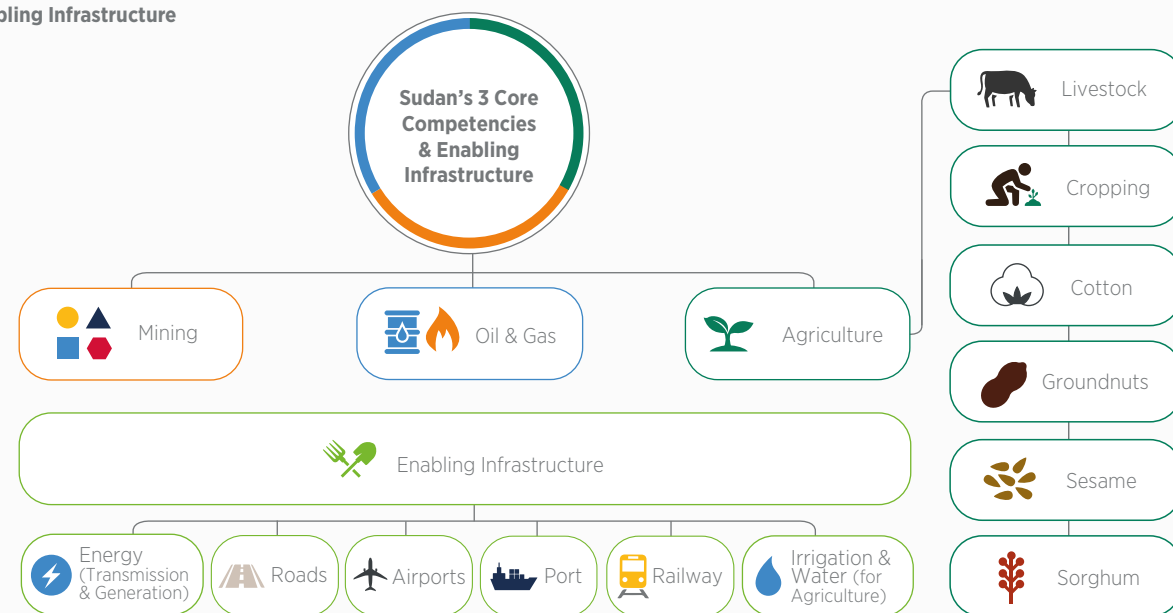 bling Infrastructure
Sudan's 3 Core
Competencies
& Enabling
Infrastructure
Mining
Oil & Gas
Agriculture
Livestock
Cropping
Cotton
Groundnuts
Sesame
Sorghum
Enabling Infrastructure
Energy
(Transmission
& Generation)
Roads
Airports
Port
Railway
Irrigation &
Water (for
Agriculture)